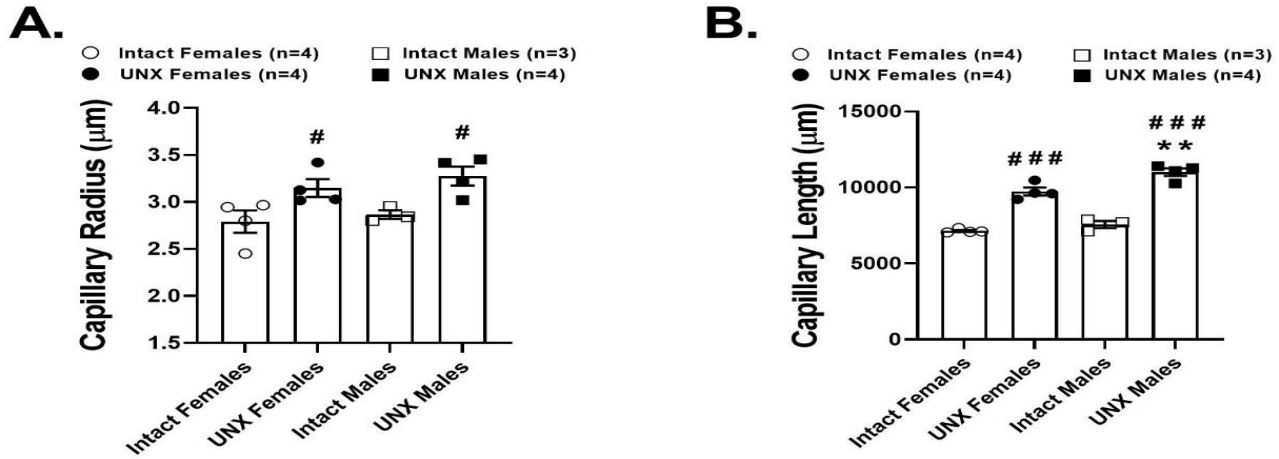 A.
○ Intact Females (n=4) □ Intact Males (n=3)
● UNX Females (n=4) ■ UNX Males (n=4)
Capillary Radius (μm)
4.0
3.5
3.0
2.5
2.0
1.5
#
#
Intact Females
UNX Females
Intact Males
UNX Males
B.
○ Intact Females (n=4) □ Intact Males (n=3)
● UNX Females (n=4) ■ UNX Males (n=4)
Capillary Length (μm)
15000
10000
5000
0
###
###
**
Intact Females
UNX Females
Intact Males
UNX Males